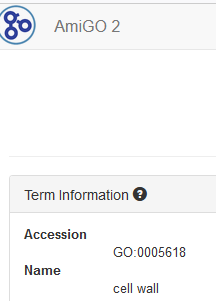 AmiGO 2
Term Information
Accession
GO:0005618
Name
cell wall